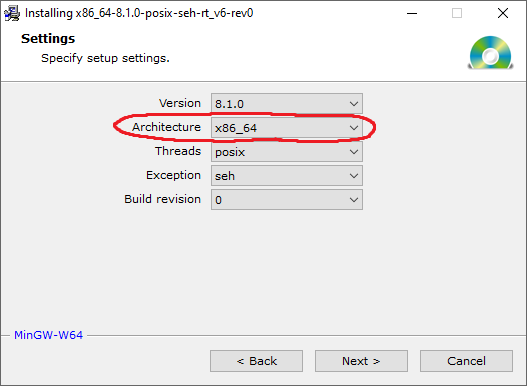 Installing x86_64-8.1.0-posix-seh-rt_v6-rev0
Settings
Specify setup settings.
Version 8.1.0
Architecture x86_64
Threads posix
Exception seh
Build revision 0
MinGW-W64
< Back Next > Cancel